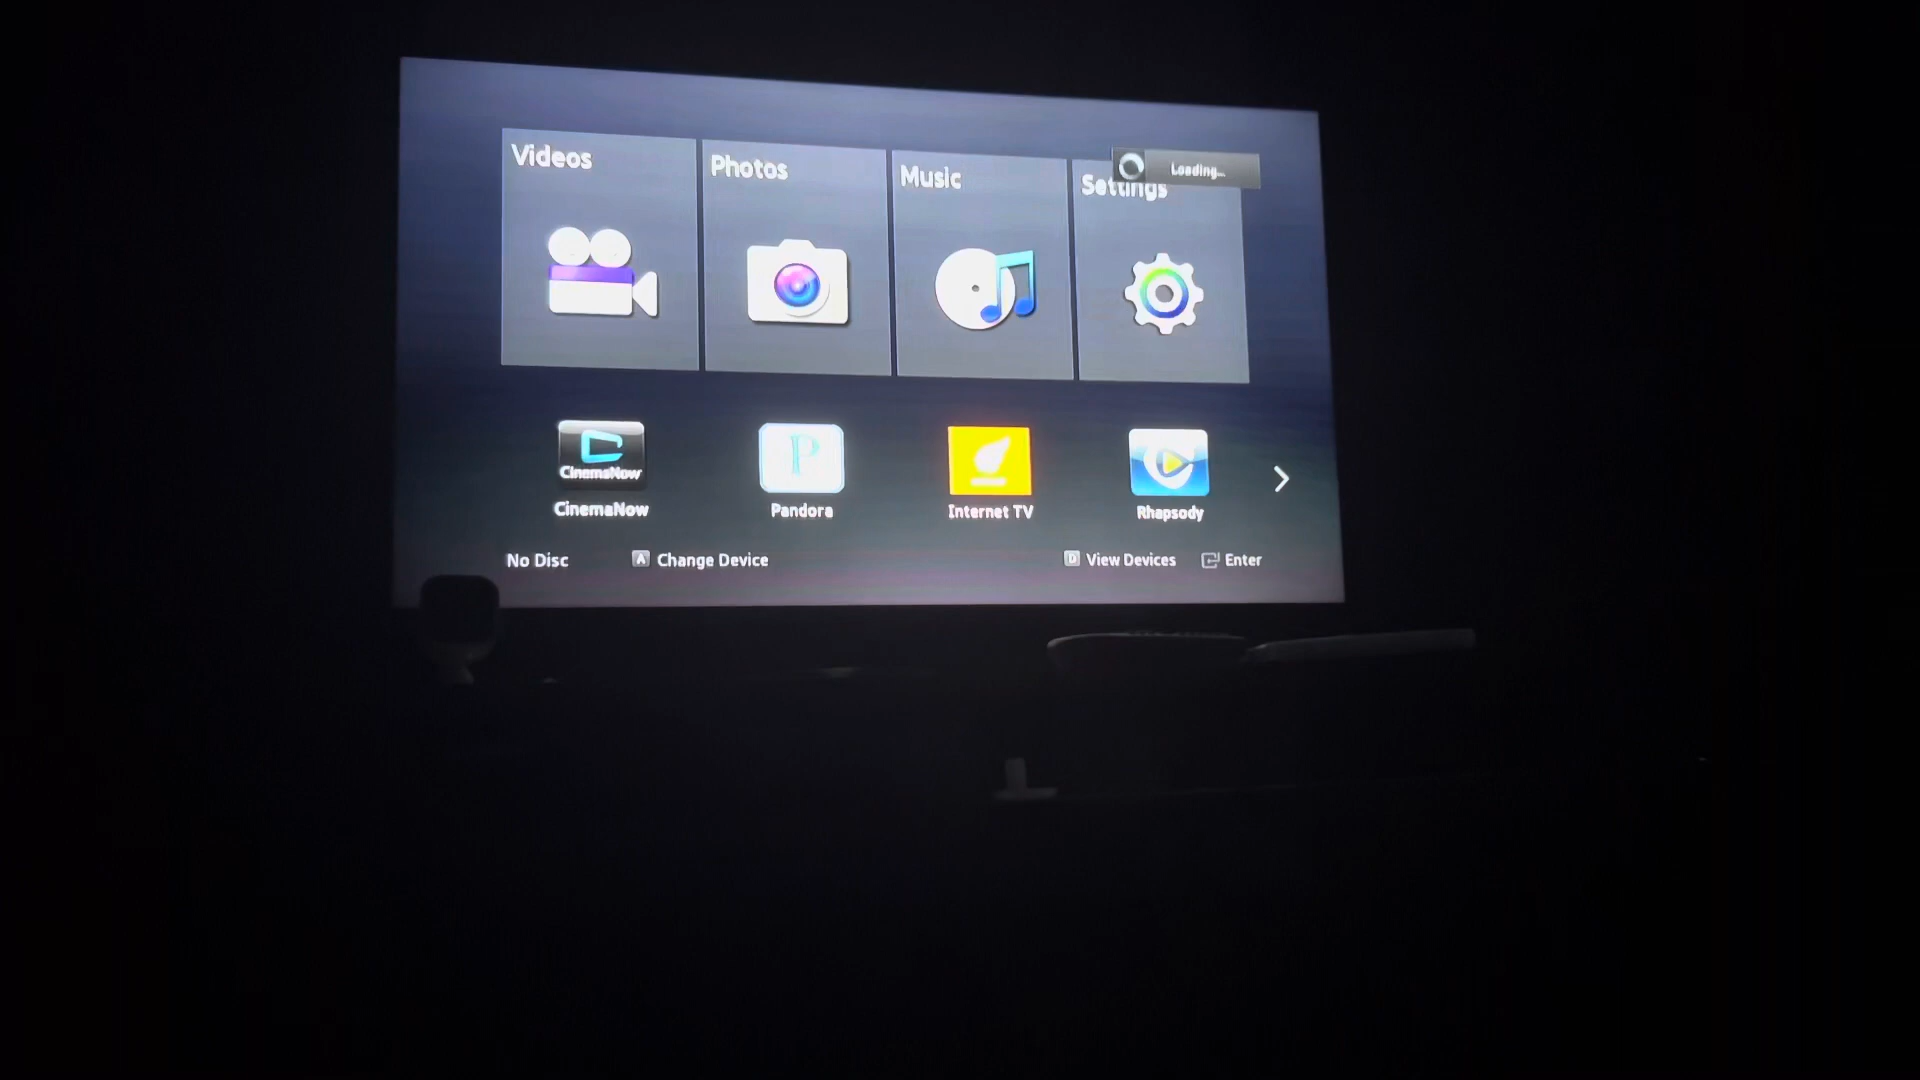 Videos
Photos
Music
Settings
Loading...
CinemaNow
P
CinemaNow
Pandora
Internet TV
Rhapsody
No Disc
A Change Device
D View Devices
Enter